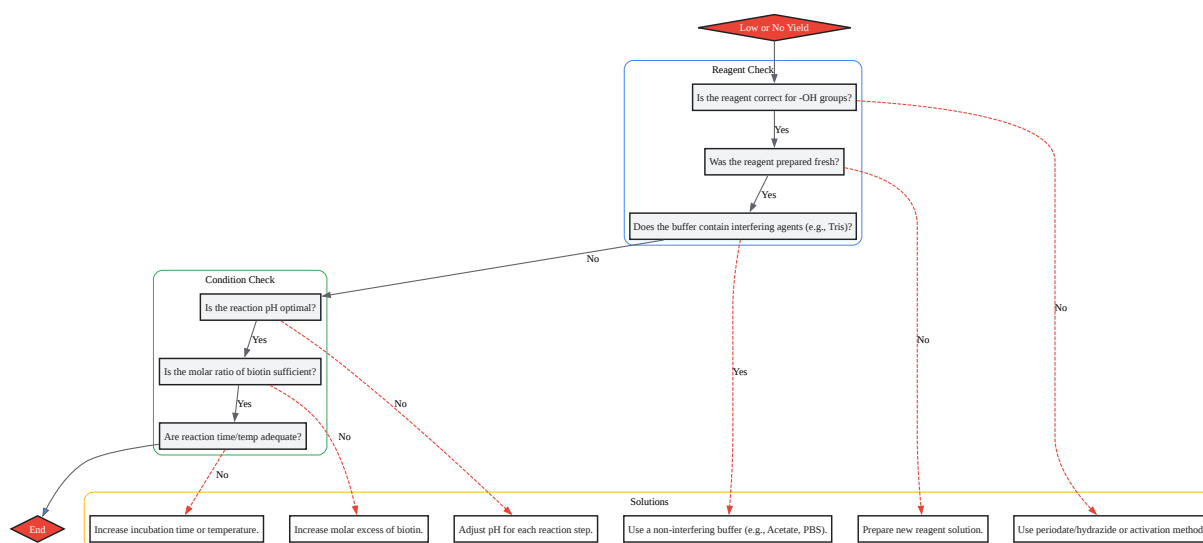 Low or No Yield
Reagent Check
Is the reagent correct for -OH groups?
Yes
Was the reagent prepared fresh?
Yes
Does the buffer contain interfering agents (e.g., Tris)?
No
Condition Check
Is the reaction pH optimal?
No
Yes
No
Is the molar ratio of biotin sufficient?
Yes
Yes
No
Are reaction time/temp adequate?
No
No
Solutions
End
Increase incubation time or temperature.
Increase molar excess of biotin.
Adjust pH for each reaction step.
Use a non-interfering buffer (e.g., Acetate, PBS).
Prepare new reagent solution.
Use periodate/hydrazide or activation method